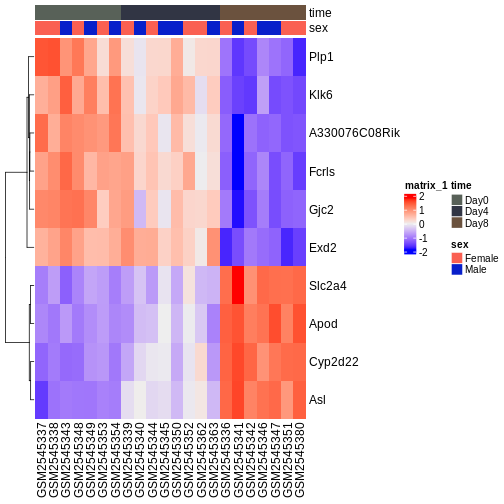 time
sex
Plp1
Klk6
A330076C08Rik
Fcrls
Gjc2
Exd2
Slc2a4
Apod
Cyp2d22
Asl
GSM2545337
GSM2545338
GSM2545343
GSM2545348
GSM2545349
GSM2545353
GSM2545354
GSM2545339
GSM2545340
GSM2545344
GSM2545345
GSM2545350
GSM2545352
GSM2545362
GSM2545363
GSM2545336
GSM2545341
GSM2545342
GSM2545346
GSM2545347
GSM2545351
GSM2545380
matrix_1
2
1
0
-1
-2
time
Day0
Day4
Day8
sex
Female
Male